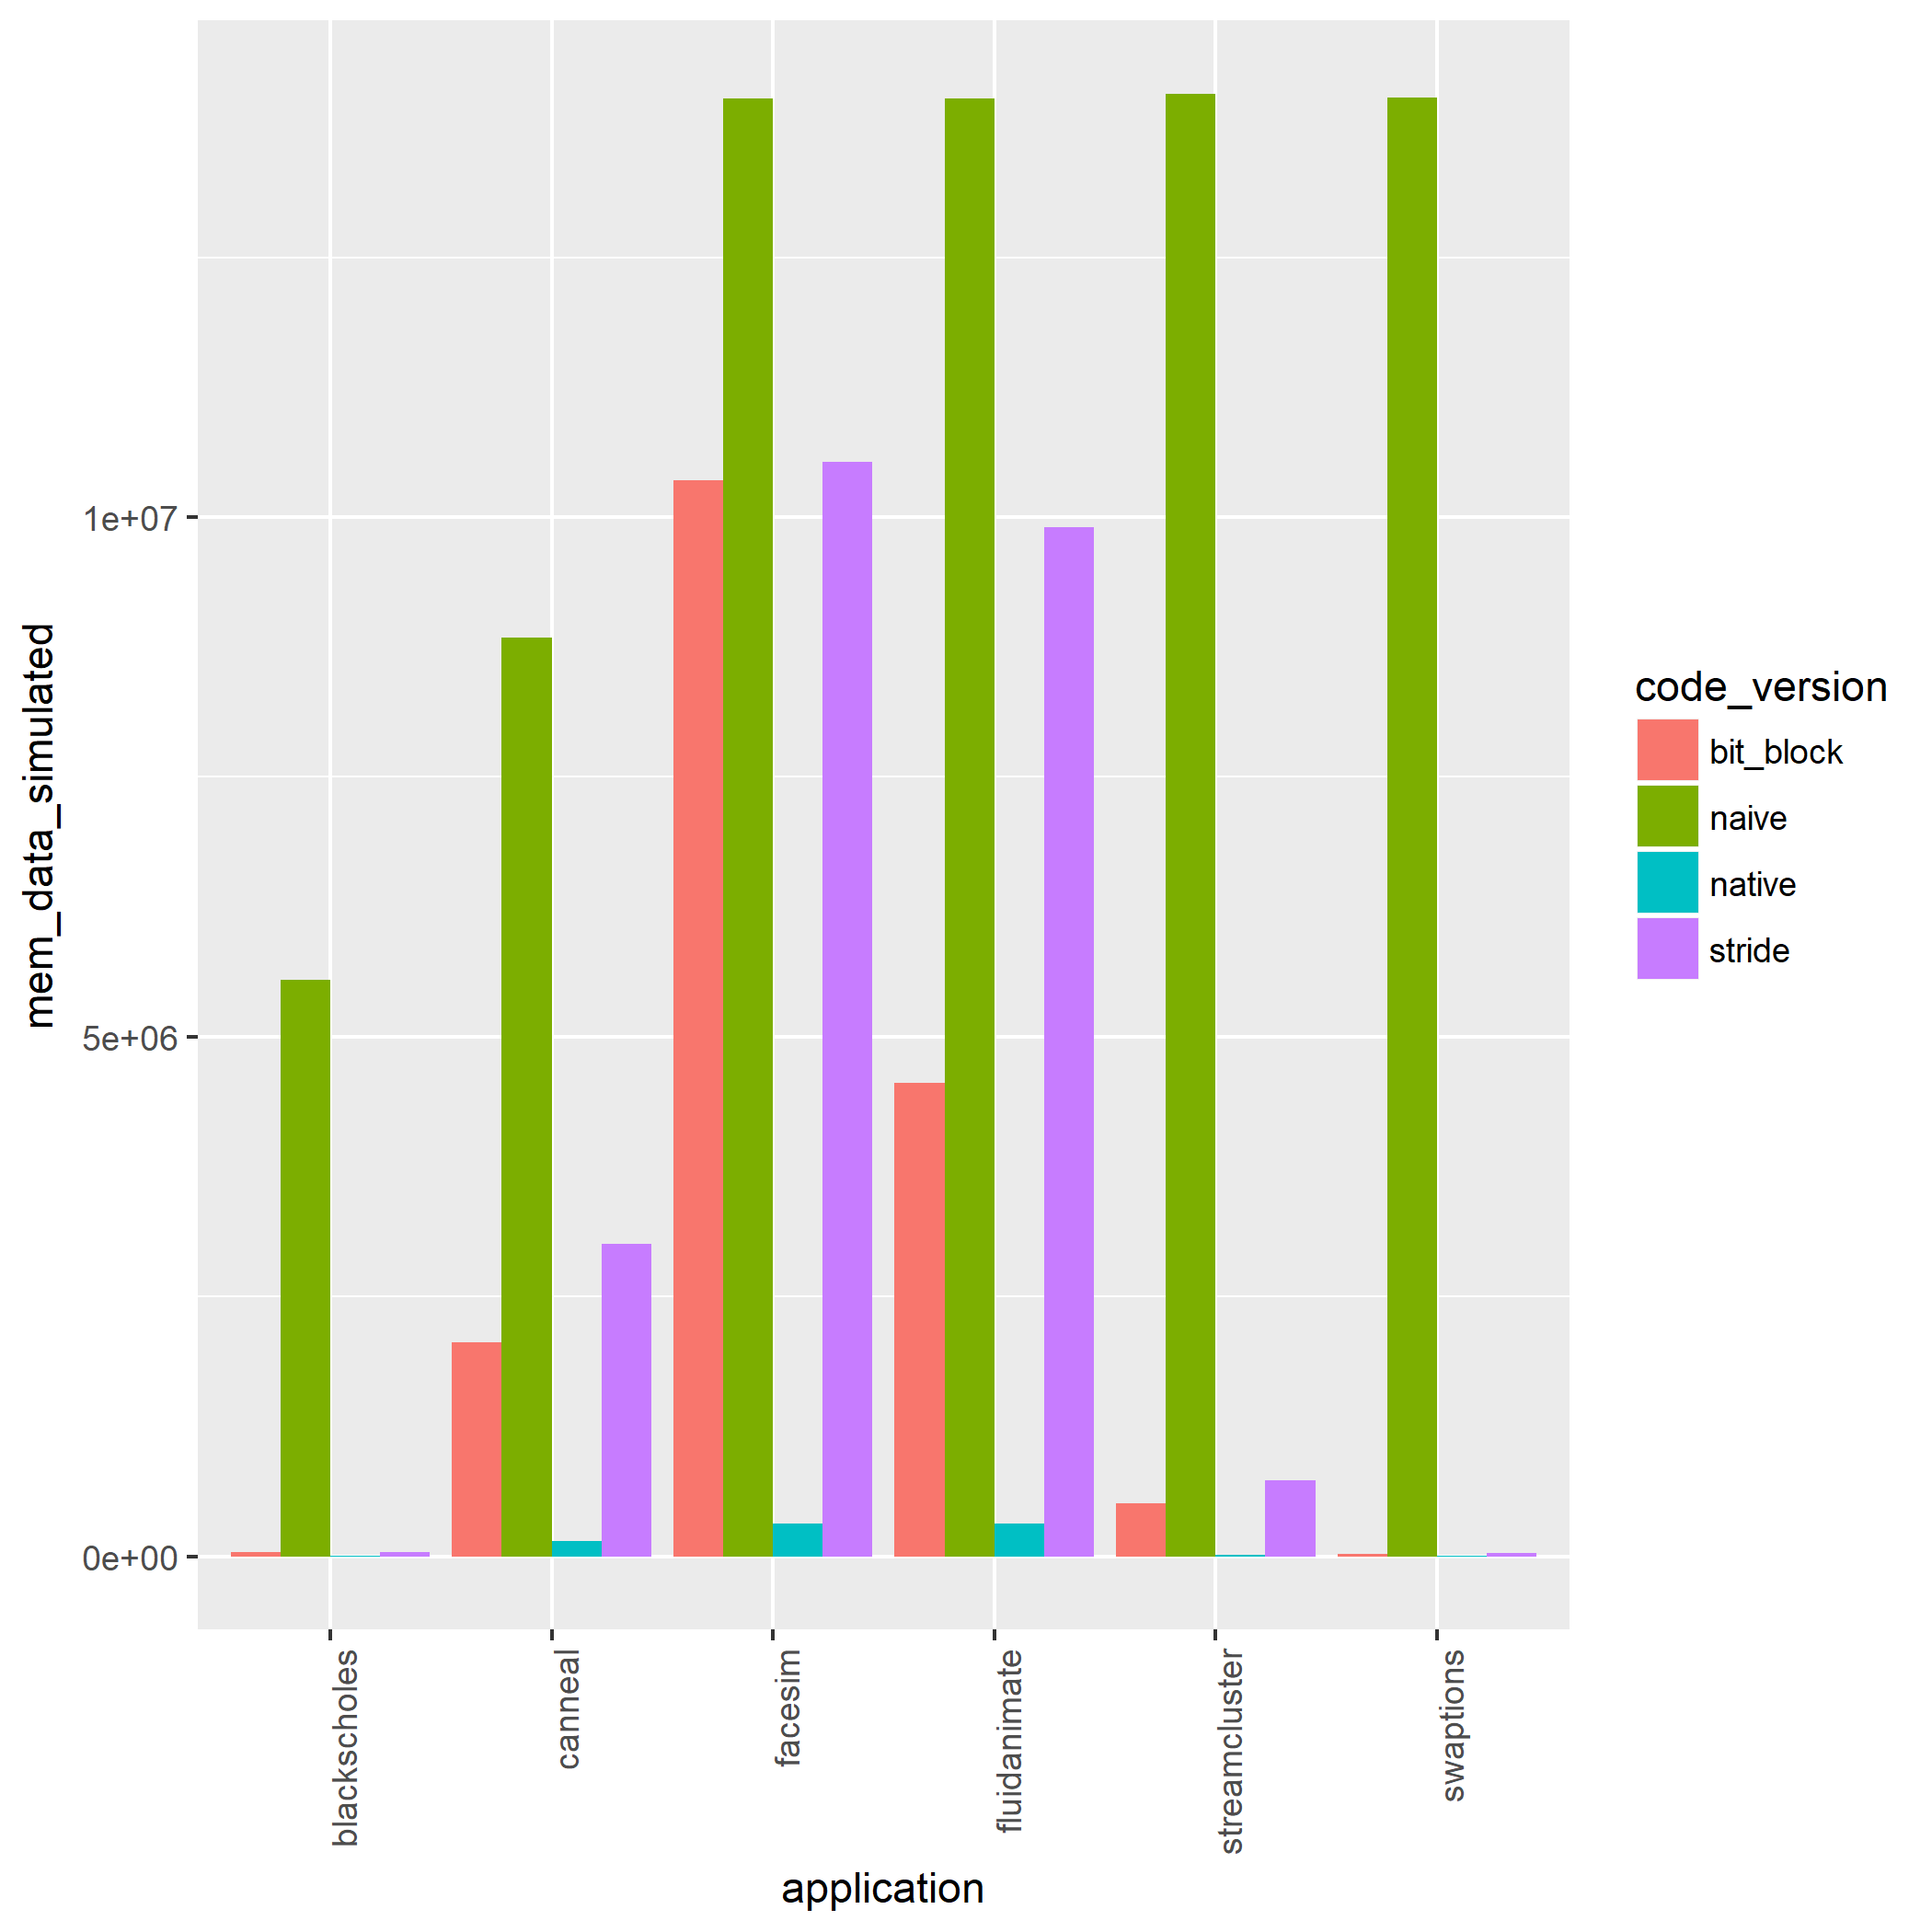 mem_data_simulated
1e+07
5e+06
0e+00
blackscholes
canneal
facesim
fluidanimate
streamcluster
swaptions
application
code_version
bit_block
naive
native
stride